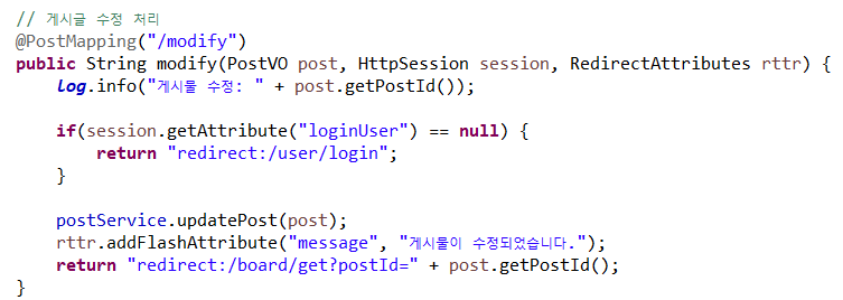 // 게시글 수정 처리
@PostMapping("/modify")
public String modify(PostVO post, HttpSession session, RedirectAttributes rttr) {
    log.info("게시물 수정: " + post.getPostId());

    if(session.getAttribute("loginUser") == null) {
        return "redirect:/user/login";
    }

    postService.updatePost(post);
    rttr.addFlashAttribute("message", "게시물이 수정되었습니다.");
    return "redirect:/board/get?postId=" + post.getPostId();
}